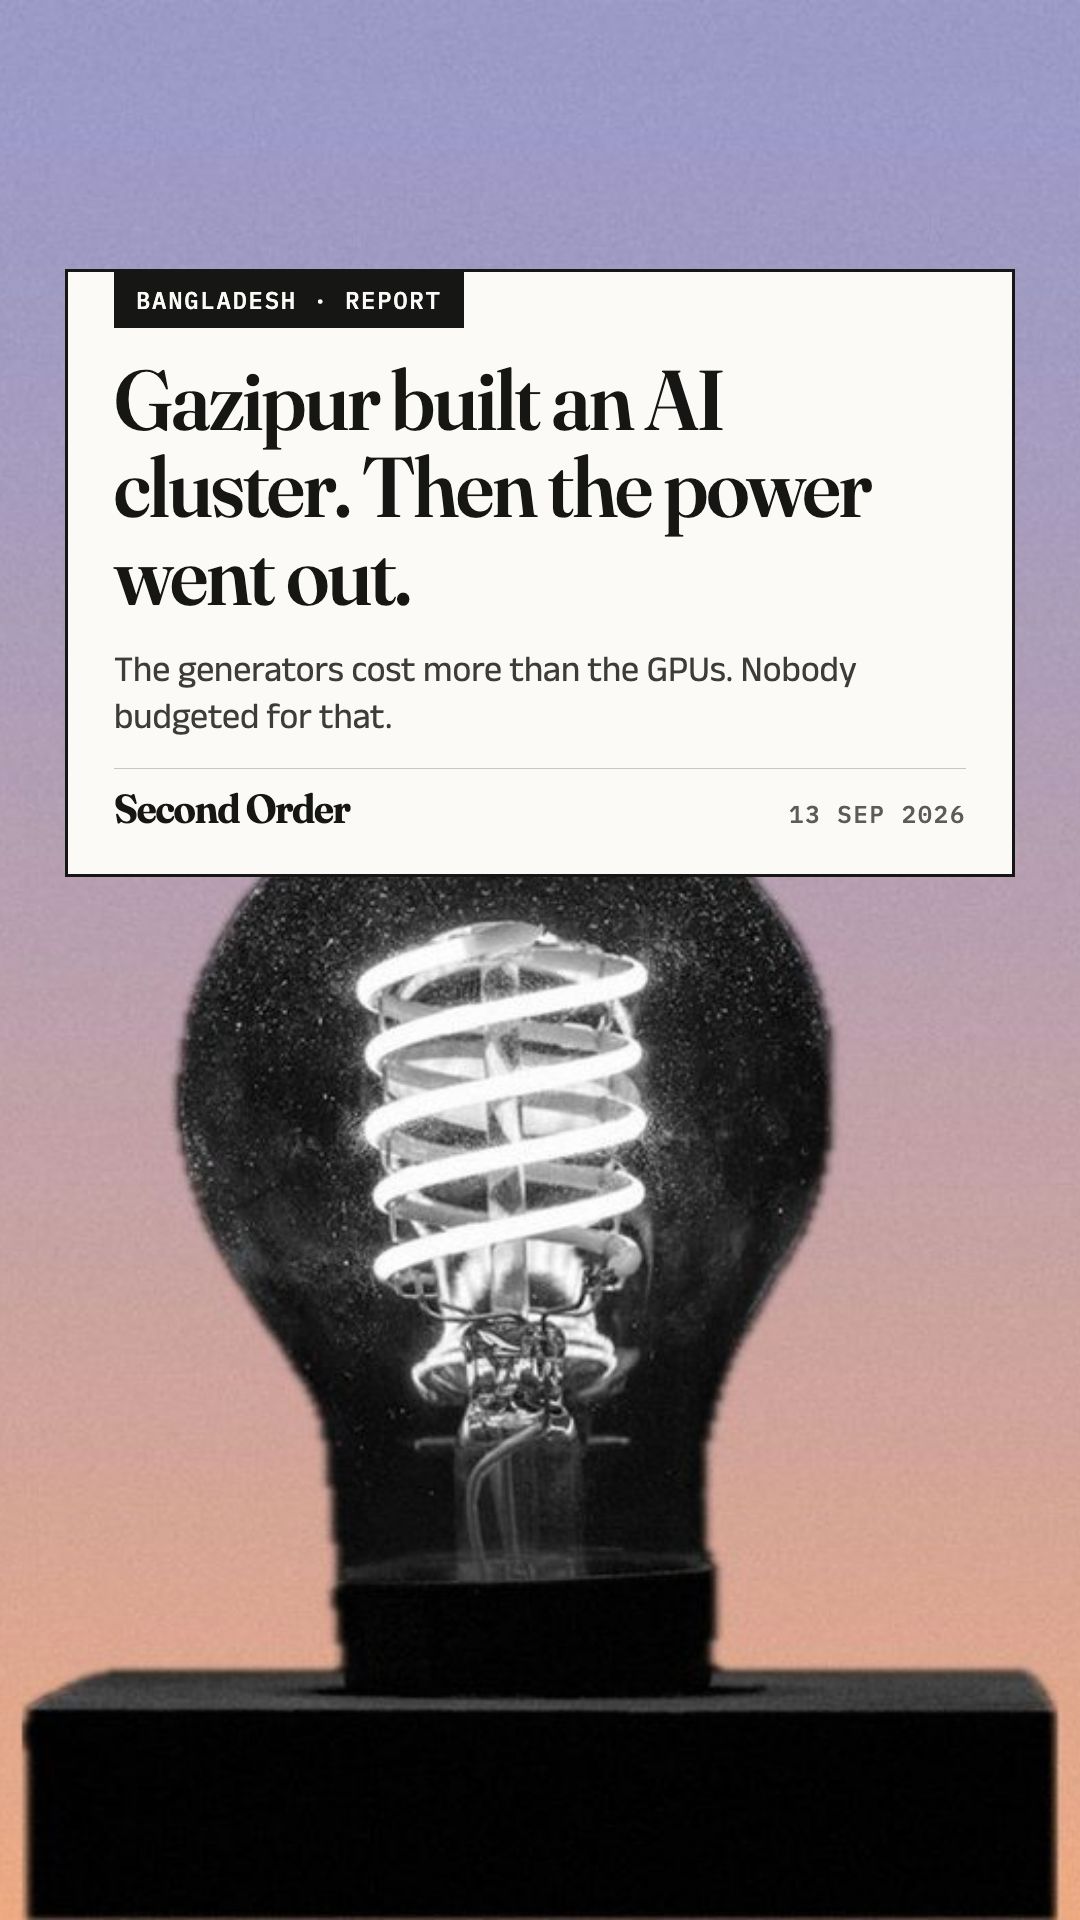 BANGLADESH · REPORT
Gazipur built an AI
cluster. Then the power
went out.
The generators cost more than the GPUs. Nobody
budgeted for that.
Second Order
13 SEP 2026